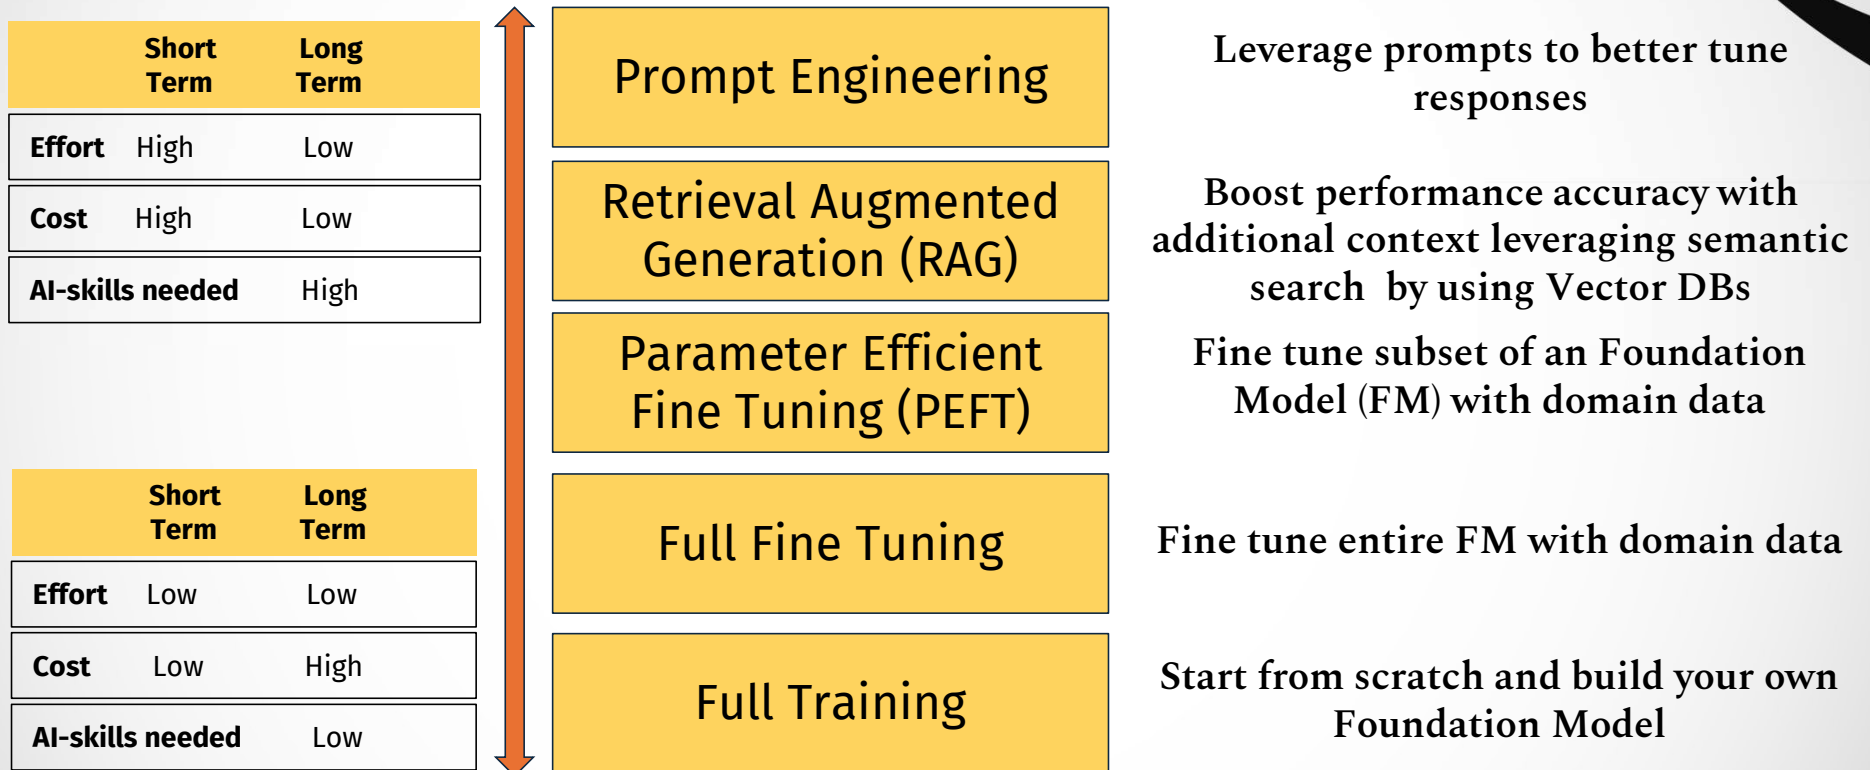 Short Long
Term Term
Effort High Low
Cost High Low
AI-skills needed High
Short Long
Term Term
Effort Low Low
Cost Low High
AI-skills needed Low
Prompt Engineering
Retrieval Augmented
Generation (RAG)
Parameter Efficient
Fine Tuning (PEFT)
Full Fine Tuning
Full Training
Leverage prompts to better tune
responses
Boost performance accuracy with
additional context leveraging semantic
search by using Vector DBs
Fine tune subset of an Foundation
Model (FM) with domain data
Fine tune entire FM with domain data
Start from scratch and build your own
Foundation Model